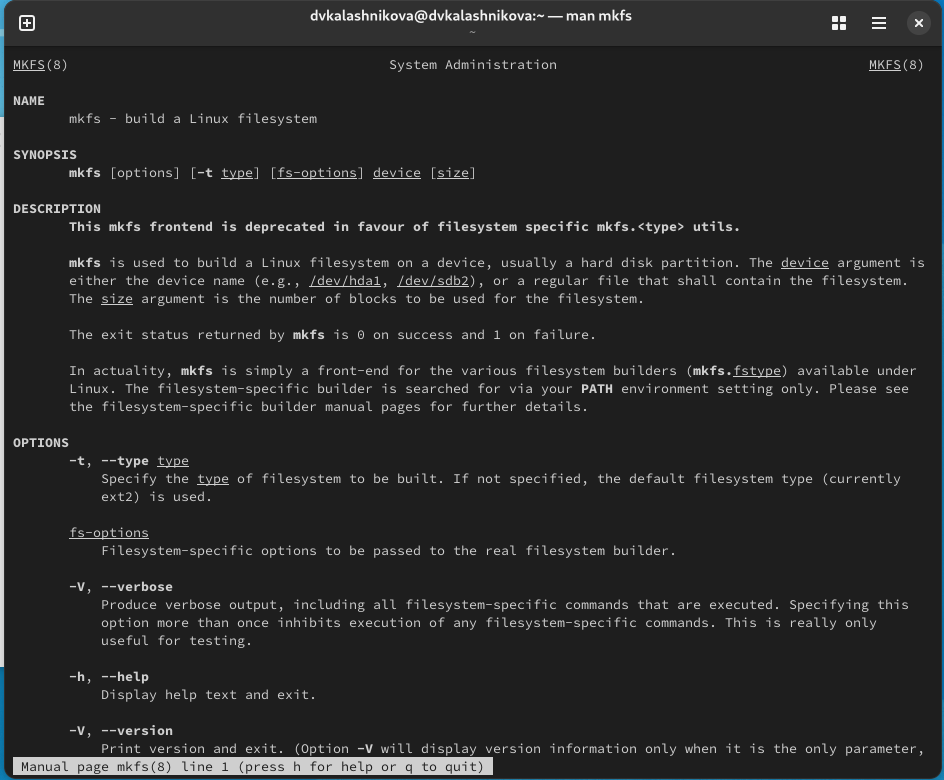 dvkalashnikova@dvkalashnikova:~ — man mkfs
~
MKFS(8) System Administration MKFS(8)
NAME
mkfs - build a Linux filesystem
SYNOPSIS
mkfs [options] [-t type] [fs-options] device [size]
DESCRIPTION
This mkfs frontend is deprecated in favour of filesystem specific mkfs.<type> utils.
mkfs is used to build a Linux filesystem on a device, usually a hard disk partition. The device argument is
either the device name (e.g., /dev/hda1, /dev/sdb2), or a regular file that shall contain the filesystem.
The size argument is the number of blocks to be used for the filesystem.
The exit status returned by mkfs is 0 on success and 1 on failure.
In actuality, mkfs is simply a front-end for the various filesystem builders (mkfs.fstype) available under
Linux. The filesystem-specific builder is searched for via your PATH environment setting only. Please see
the filesystem-specific builder manual pages for further details.
OPTIONS
-t, --type type
Specify the type of filesystem to be built. If not specified, the default filesystem type (currently
ext2) is used.
fs-options
Filesystem-specific options to be passed to the real filesystem builder.
-V, --verbose
Produce verbose output, including all filesystem-specific commands that are executed. Specifying this
option more than once inhibits execution of any filesystem-specific commands. This is really only
useful for testing.
-h, --help
Display help text and exit.
-V, --version
Print version and exit. (Option -V will display version information only when it is the only parameter,
Manual page mkfs(8) line 1 (press h for help or q to quit)